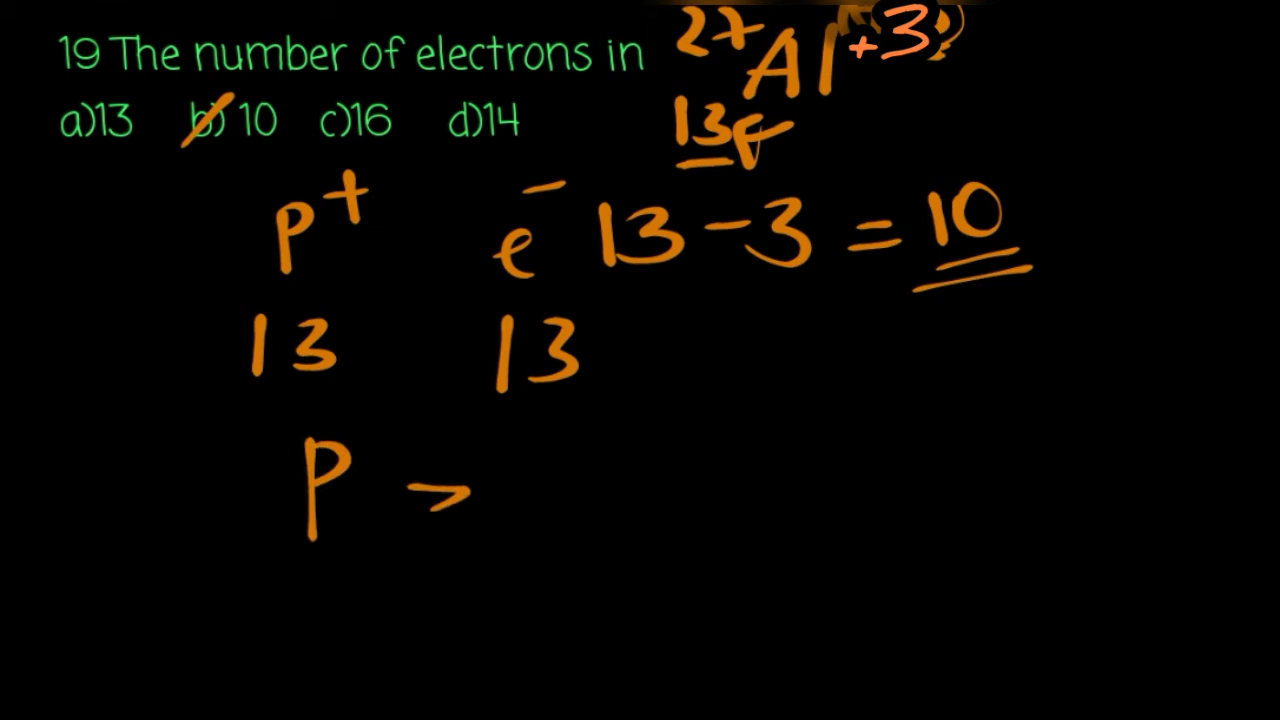 19 The number of electrons in 27 Al +3
13
a)13 b) 10 c)16 d)14
p+ e- 13 - 3 = 10
13 13
P >